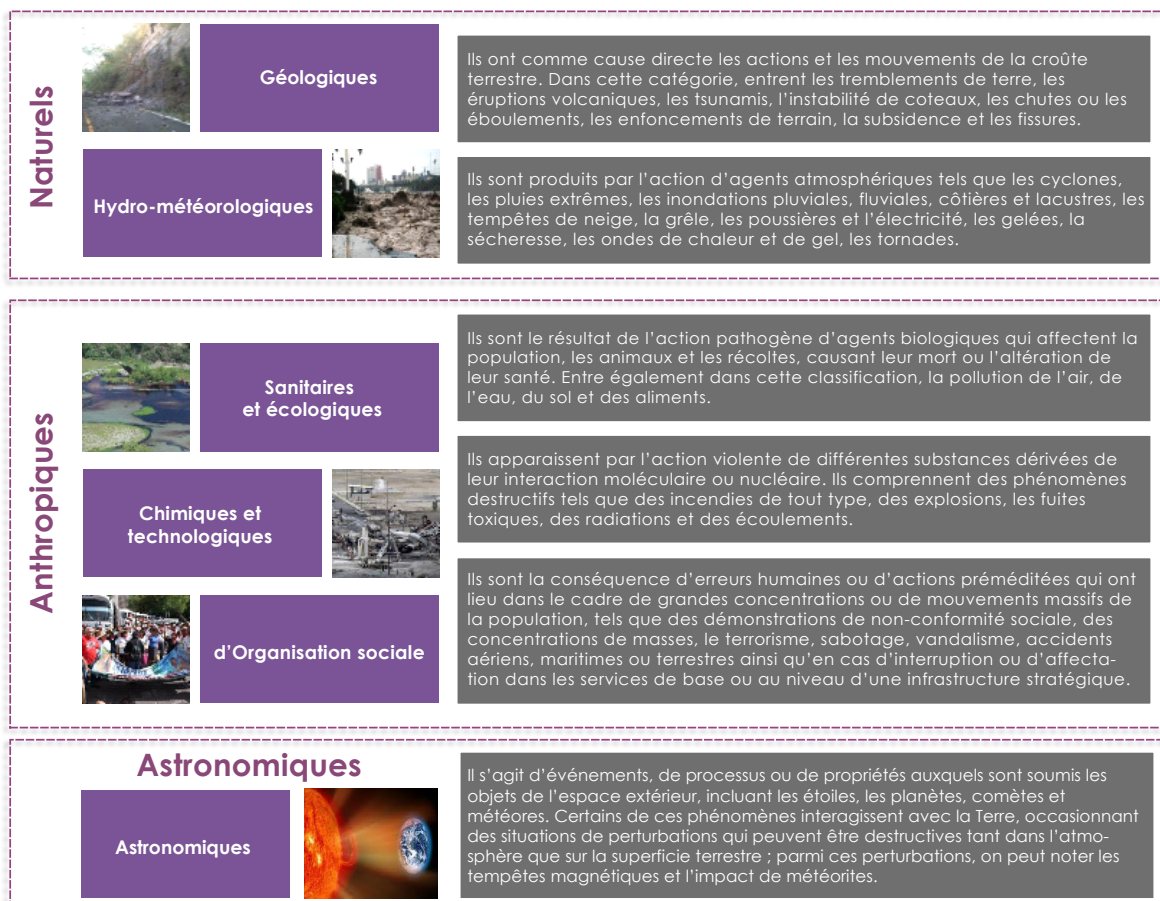 Naturels
Géologiques
Ils ont comme cause directe les actions et les mouvements de la croûte
terrestre. Dans cette catégorie, entrent les tremblements de terre, les
éruptions volcaniques, les tsunamis, l'instabilité de coteaux, les chutes ou les
éboulements, les enfoncements de terrain, la subsidence et les fissures.
Hydro-météorologiques
Ils sont produits par l'action d'agents atmosphériques tels que les cyclones,
les pluies extrêmes, les inondations pluviales, fluviales, côtières et lacustres, les
tempêtes de neige, la grêle, les poussières et l'électricité, les gelées, la
sécheresse, les ondes de chaleur et de gel, les tornades.
Anthropiques
Sanitaires
et écologiques
Ils sont le résultat de l'action pathogène d'agents biologiques qui affectent la
population, les animaux et les récoltes, causant leur mort ou l'altération de
leur santé. Entre également dans cette classification, la pollution de l'air, de
l'eau, du sol et des aliments.
Chimiques et
technologiques
Ils apparaissent par l'action violente de différentes substances dérivées de
leur interaction moléculaire ou nucléaire. Ils comprennent des phénomènes
destructifs tels que des incendies de tout type, des explosions, les fuites
toxiques, des radiations et des écoulements.
d'Organisation sociale
Ils sont la conséquence d'erreurs humaines ou d'actions préméditées qui ont
lieu dans le cadre de grandes concentrations ou de mouvements massifs de
la population, tels que des démonstrations de non-conformité sociale, des
concentrations de masses, le terrorisme, sabotage, vandalisme, accidents
aériens, maritimes ou terrestres ainsi qu'en cas d'interruption ou d'affecta-
tion dans les services de base ou au niveau d'une infrastructure stratégique.
Astronomiques
Astronomiques
Il s'agit d'événements, de processus ou de propriétés auxquels sont soumis les
objets de l'espace extérieur, incluant les étoiles, les planètes, comètes et
météores. Certains de ces phénomènes interagissent avec la Terre, occasionnant
des situations de perturbations qui peuvent être destructives tant dans l'atmo-
sphère que sur la superficie terrestre ; parmi ces perturbations, on peut noter les
tempêtes magnétiques et l'impact de météorites.